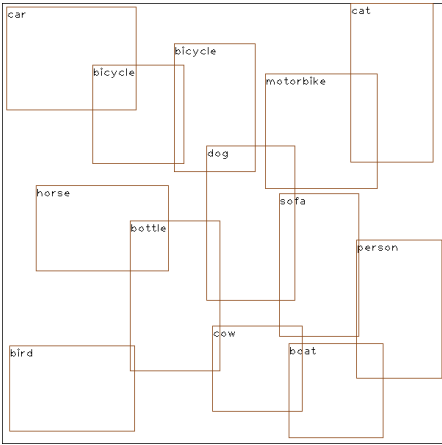 car
cat
bicycle
bicycle
motorbike
dog
horse
sofa
bottle
person
cow
bird
boat